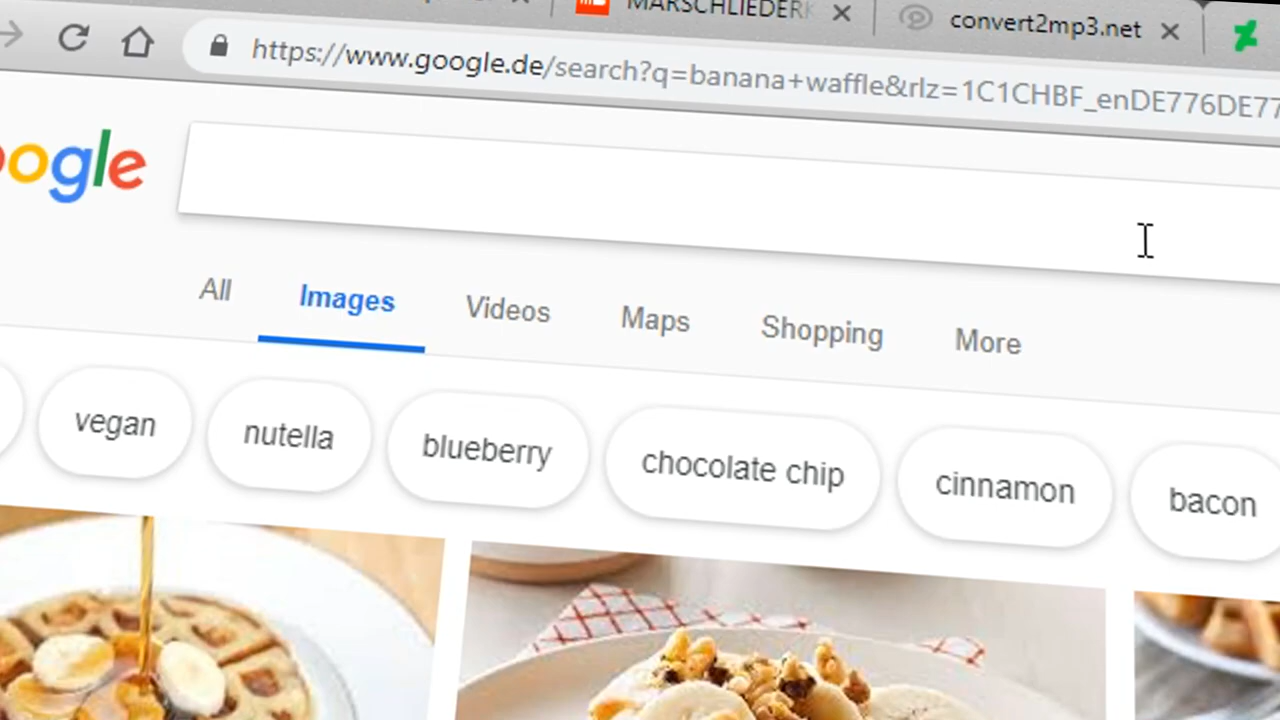 MARSCHLIEDER
convert2mp3.net
https://www.google.de/search?q=banana+waffle&rlz=1C1CHBF_enDE776DE77
oogle
All Images Videos Maps Shopping More
vegan nutella blueberry chocolate chip cinnamon bacon